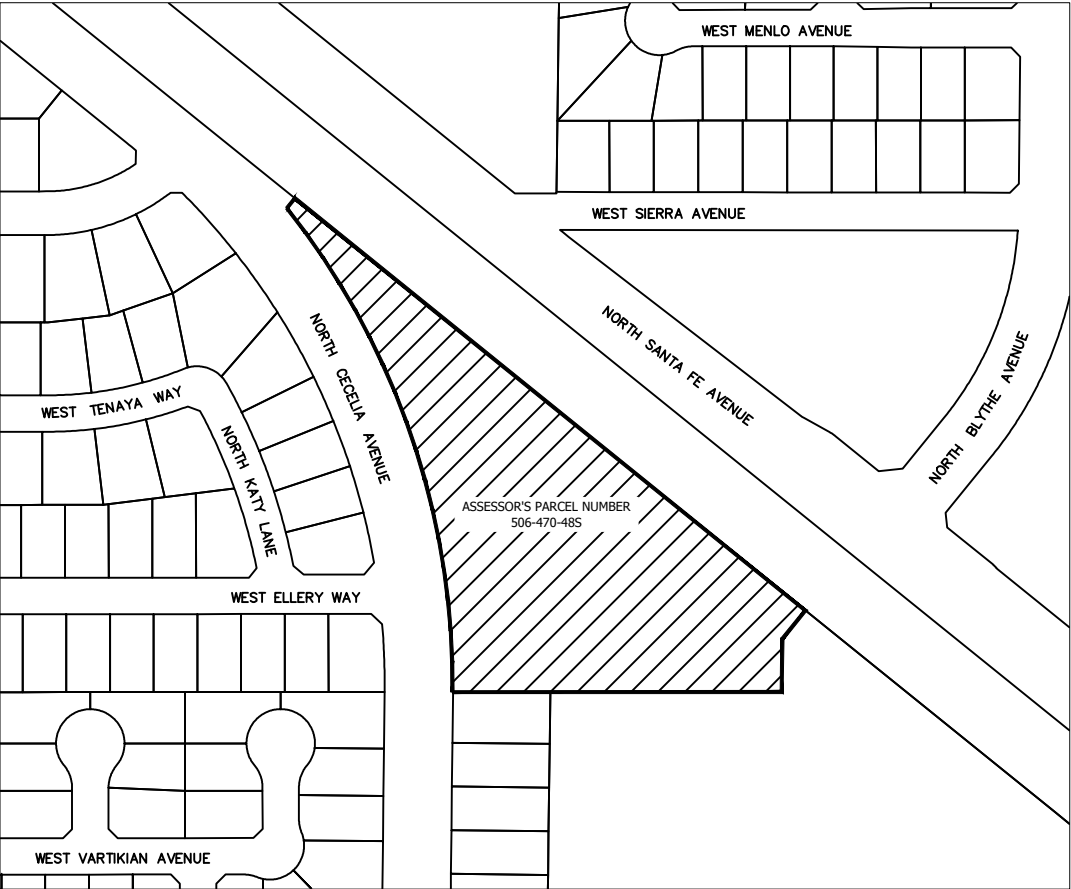 WEST MENLO AVENUE
WEST SIERRA AVENUE
NORTH SANTA FE AVENUE
NORTH BLYTHE AVENUE
NORTH CECELIA AVENUE
WEST TENAYA WAY
NORTH KATY LANE
ASSESSOR'S PARCEL NUMBER
506-470-48S
WEST ELLERY WAY
WEST VARTIKIAN AVENUE